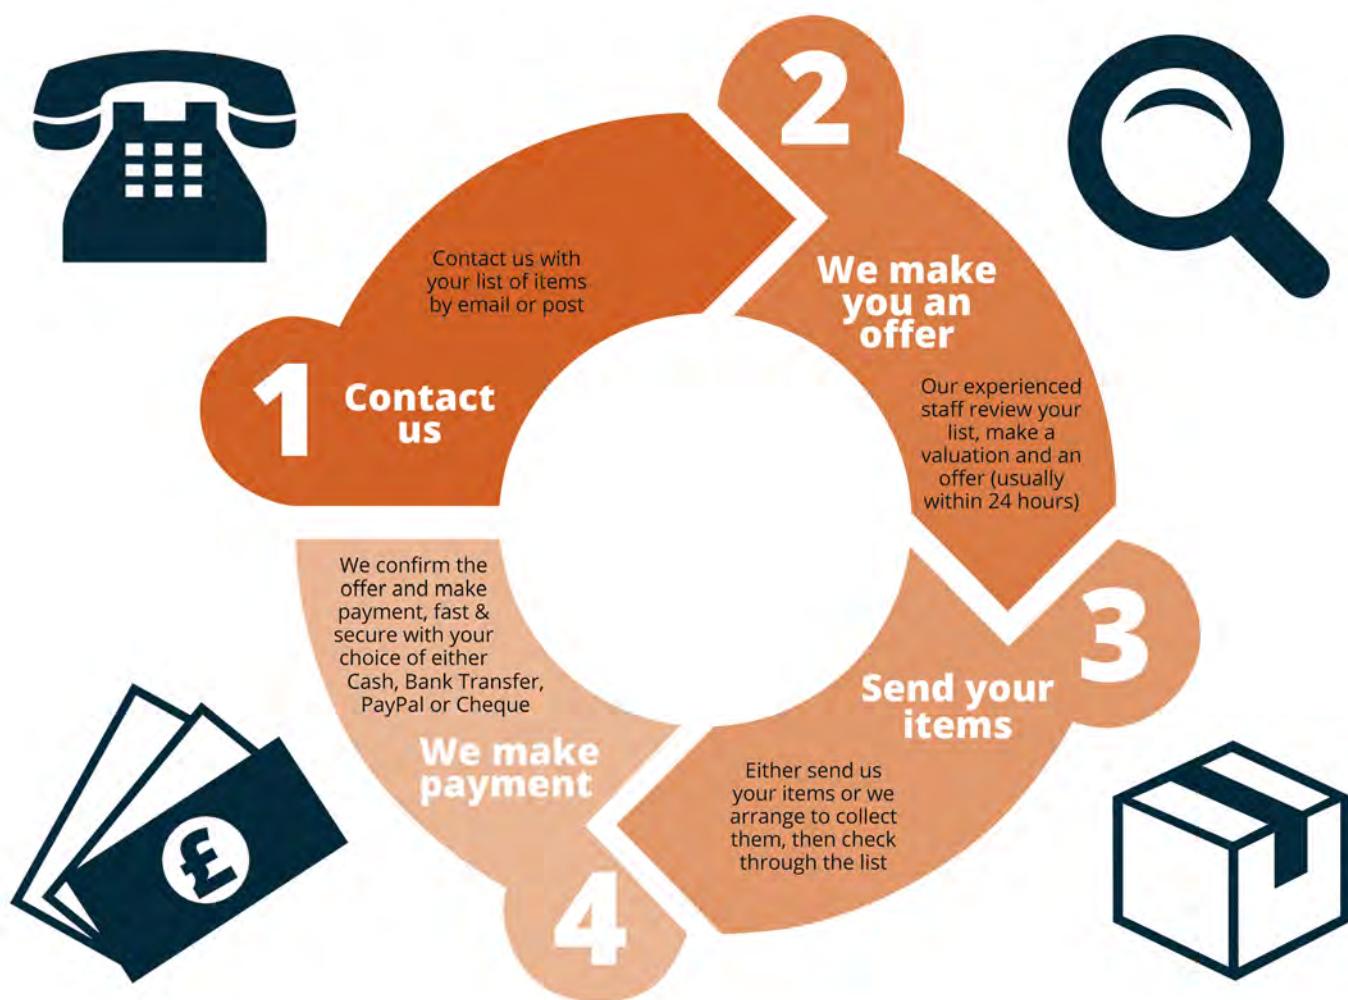 1
Contact
us
Contact us with
your list of items
by email or post
2
We make
you an
offer
Our experienced
staff review your
list, make a
valuation and an
offer (usually
within 24 hours)
3
Send your
items
Either send us
your items or we
arrange to collect
them, then check
through the list
4
We make
payment
We confirm the
offer and make
payment, fast &
secure with your
choice of either
Cash, Bank Transfer,
PayPal or Cheque
£